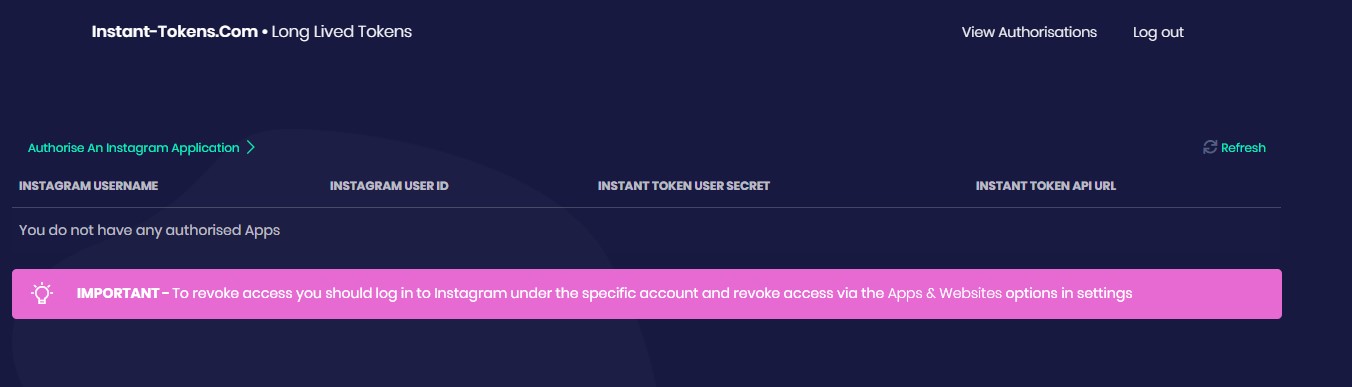 Instant-Tokens.Com • Long Lived Tokens
View Authorisations
Log out
Authorise An Instagram Application
Refresh
INSTAGRAM USERNAME
INSTAGRAM USER ID
INSTANT TOKEN USER SECRET
INSTANT TOKEN API URL
You do not have any authorised Apps
IMPORTANT - To revoke access you should log in to Instagram under the specific account and revoke access via the Apps & Websites options in settings